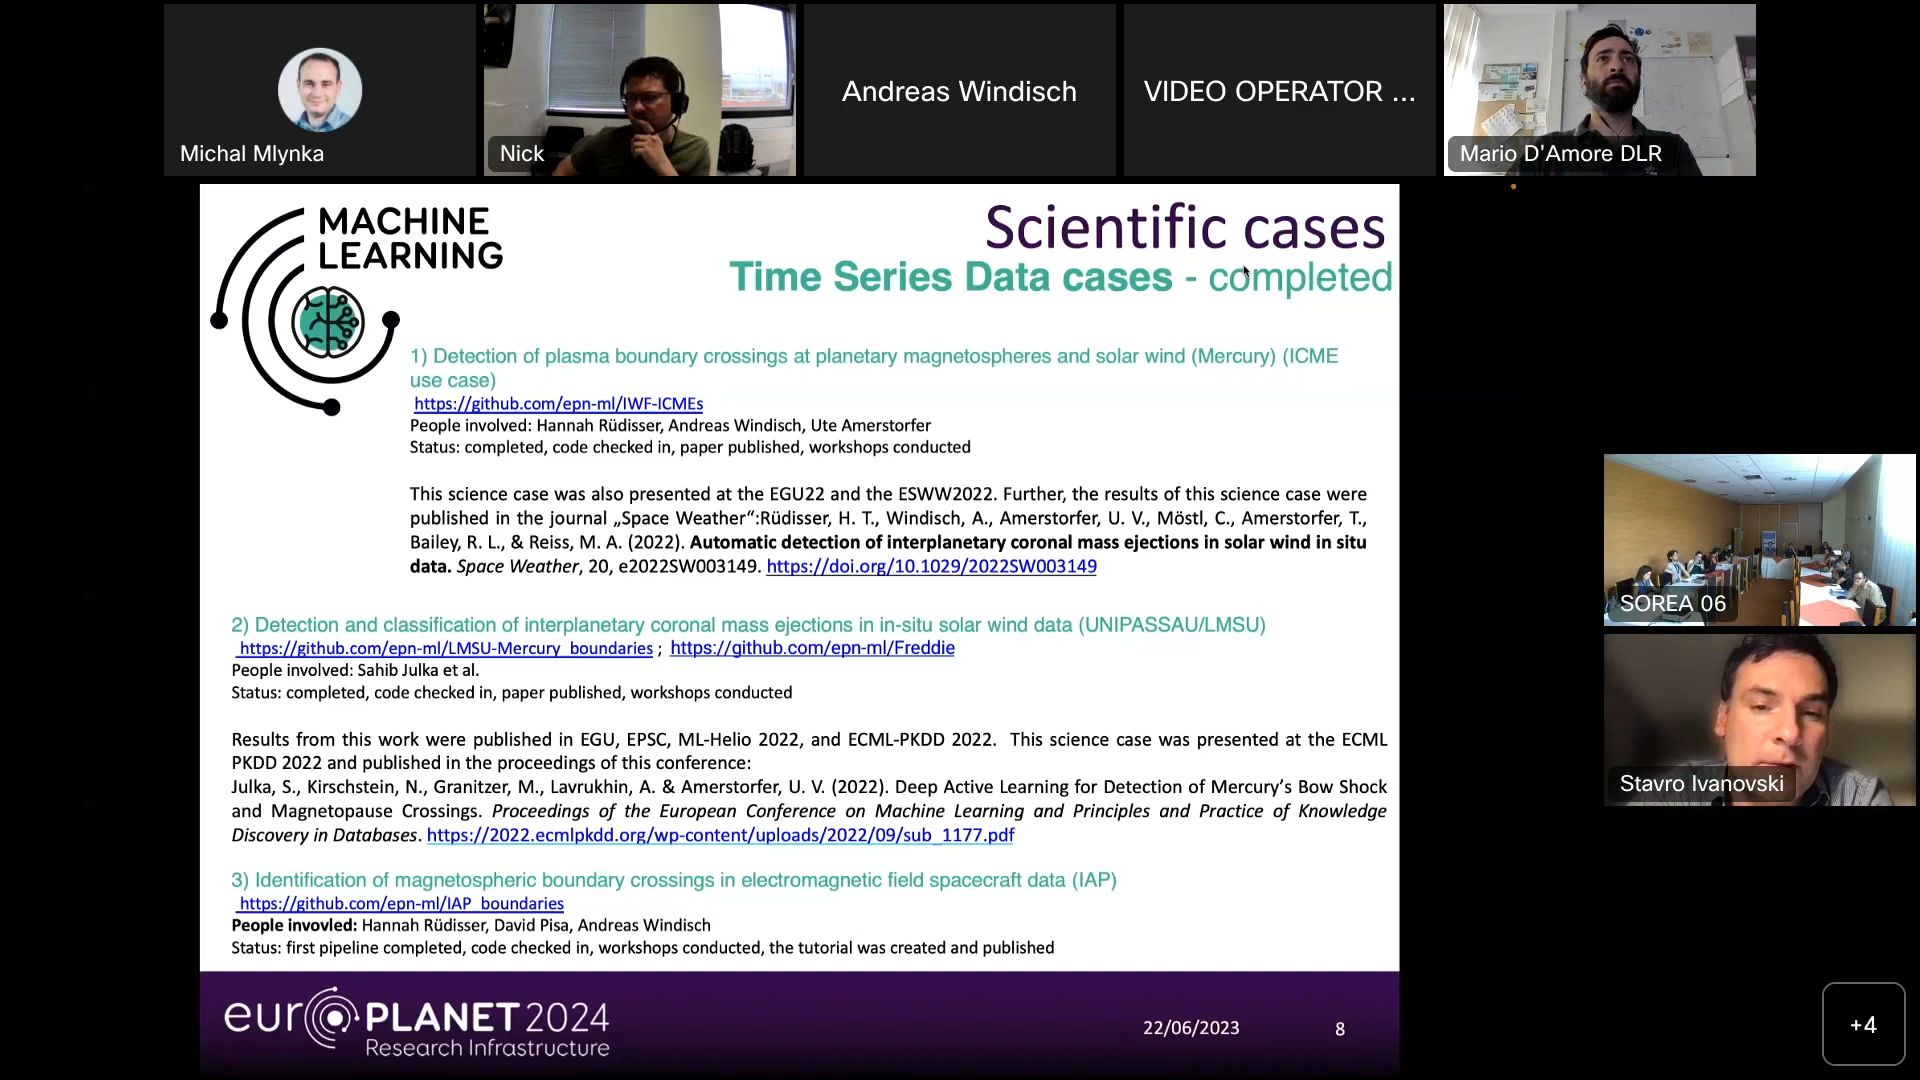 Michal Mlynka
Nick
Andreas Windisch
VIDEO OPERATOR ...
Mario D'Amore DLR
MACHINE
LEARNING
Scientific cases
Time Series Data cases - completed
1) Detection of plasma boundary crossings at planetary magnetospheres and solar wind (Mercury) (ICME
use case)
https://github.com/epn-ml/IWF-ICMEs
People involved: Hannah Rüdisser, Andreas Windisch, Ute Amerstorfer
Status: completed, code checked in, paper published, workshops conducted
This science case was also presented at the EGU22 and the ESWW2022. Further, the results of this science case were
published in the journal „Space Weather“:Rüdisser, H. T., Windisch, A., Amerstorfer, U. V., Möstl, C., Amerstorfer, T.,
Bailey, R. L., & Reiss, M. A. (2022). Automatic detection of interplanetary coronal mass ejections in solar wind in situ
data. Space Weather, 20, e2022SW003149. https://doi.org/10.1029/2022SW003149
2) Detection and classification of interplanetary coronal mass ejections in in-situ solar wind data (UNIPASSAU/LMSU)
https://github.com/epn-ml/LMSU-Mercury_boundaries ; https://github.com/epn-ml/Freddie
People involved: Sahib Julka et al.
Status: completed, code checked in, paper published, workshops conducted
Results from this work were published in EGU, EPSC, ML-Helio 2022, and ECML-PKDD 2022. This science case was presented at the ECML
PKDD 2022 and published in the proceedings of this conference:
Julka, S., Kirschstein, N., Granitzer, M., Lavrukhin, A. & Amerstorfer, U. V. (2022). Deep Active Learning for Detection of Mercury’s Bow Shock
and Magnetopause Crossings. Proceedings of the European Conference on Machine Learning and Principles and Practice of Knowledge
Discovery in Databases. https://2022.ecmlpkdd.org/wp-content/uploads/2022/09/sub_1177.pdf
3) Identification of magnetospheric boundary crossings in electromagnetic field spacecraft data (IAP)
https://github.com/epn-ml/IAP_boundaries
People invovled: Hannah Rüdisser, David Pisa, Andreas Windisch
Status: first pipeline completed, code checked in, workshops conducted, the tutorial was created and published
SOREA 06
Stavro Ivanovski
euroPLANET 2024
Research Infrastructure
22/06/2023
8
+4